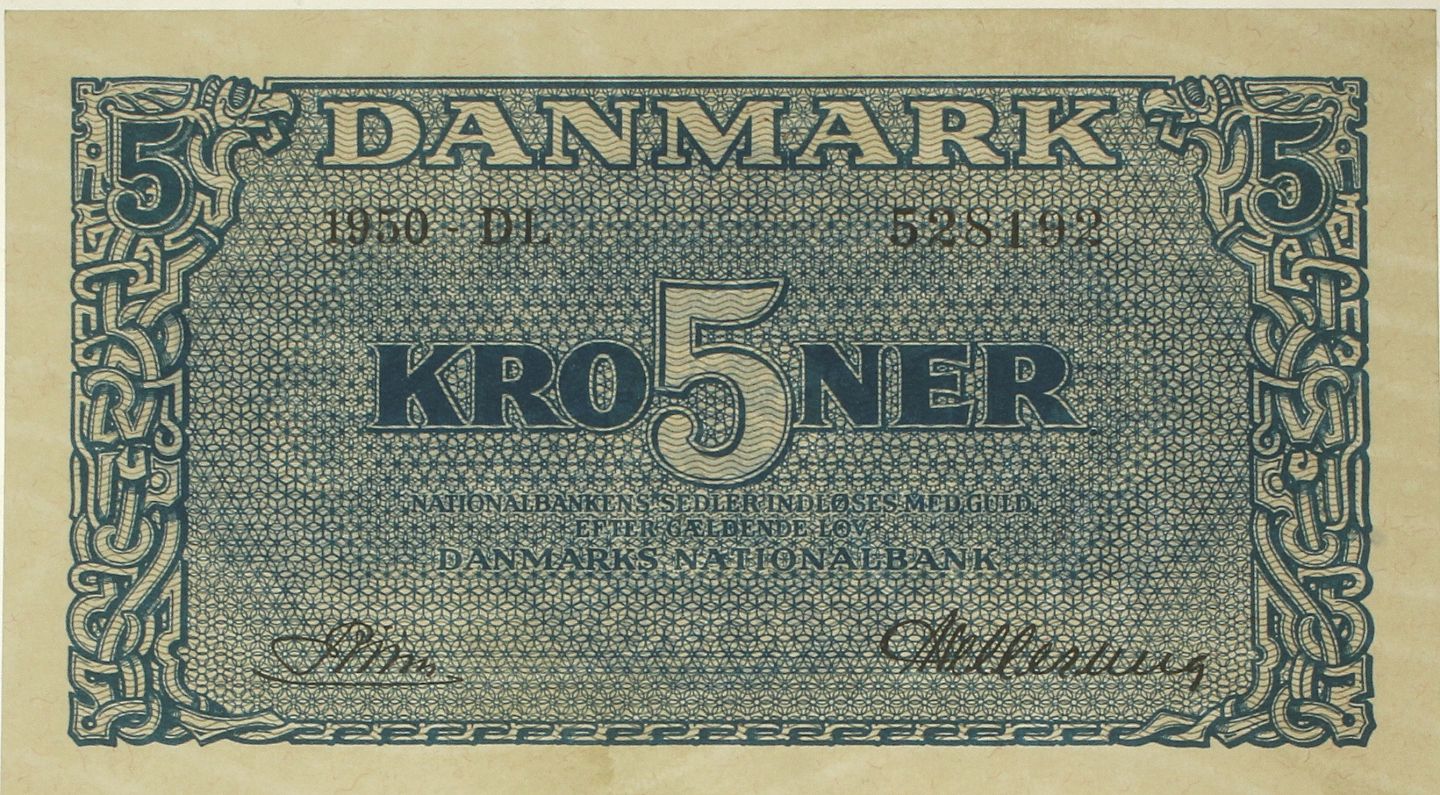 5 DANMARK 5
1950 - DL 528192
KRO5NER
NATIONALBANKENS SEDLER INDLØSES MED GULD
EFTER GÆLDENDE LOV
DANMARKS NATIONALBANK